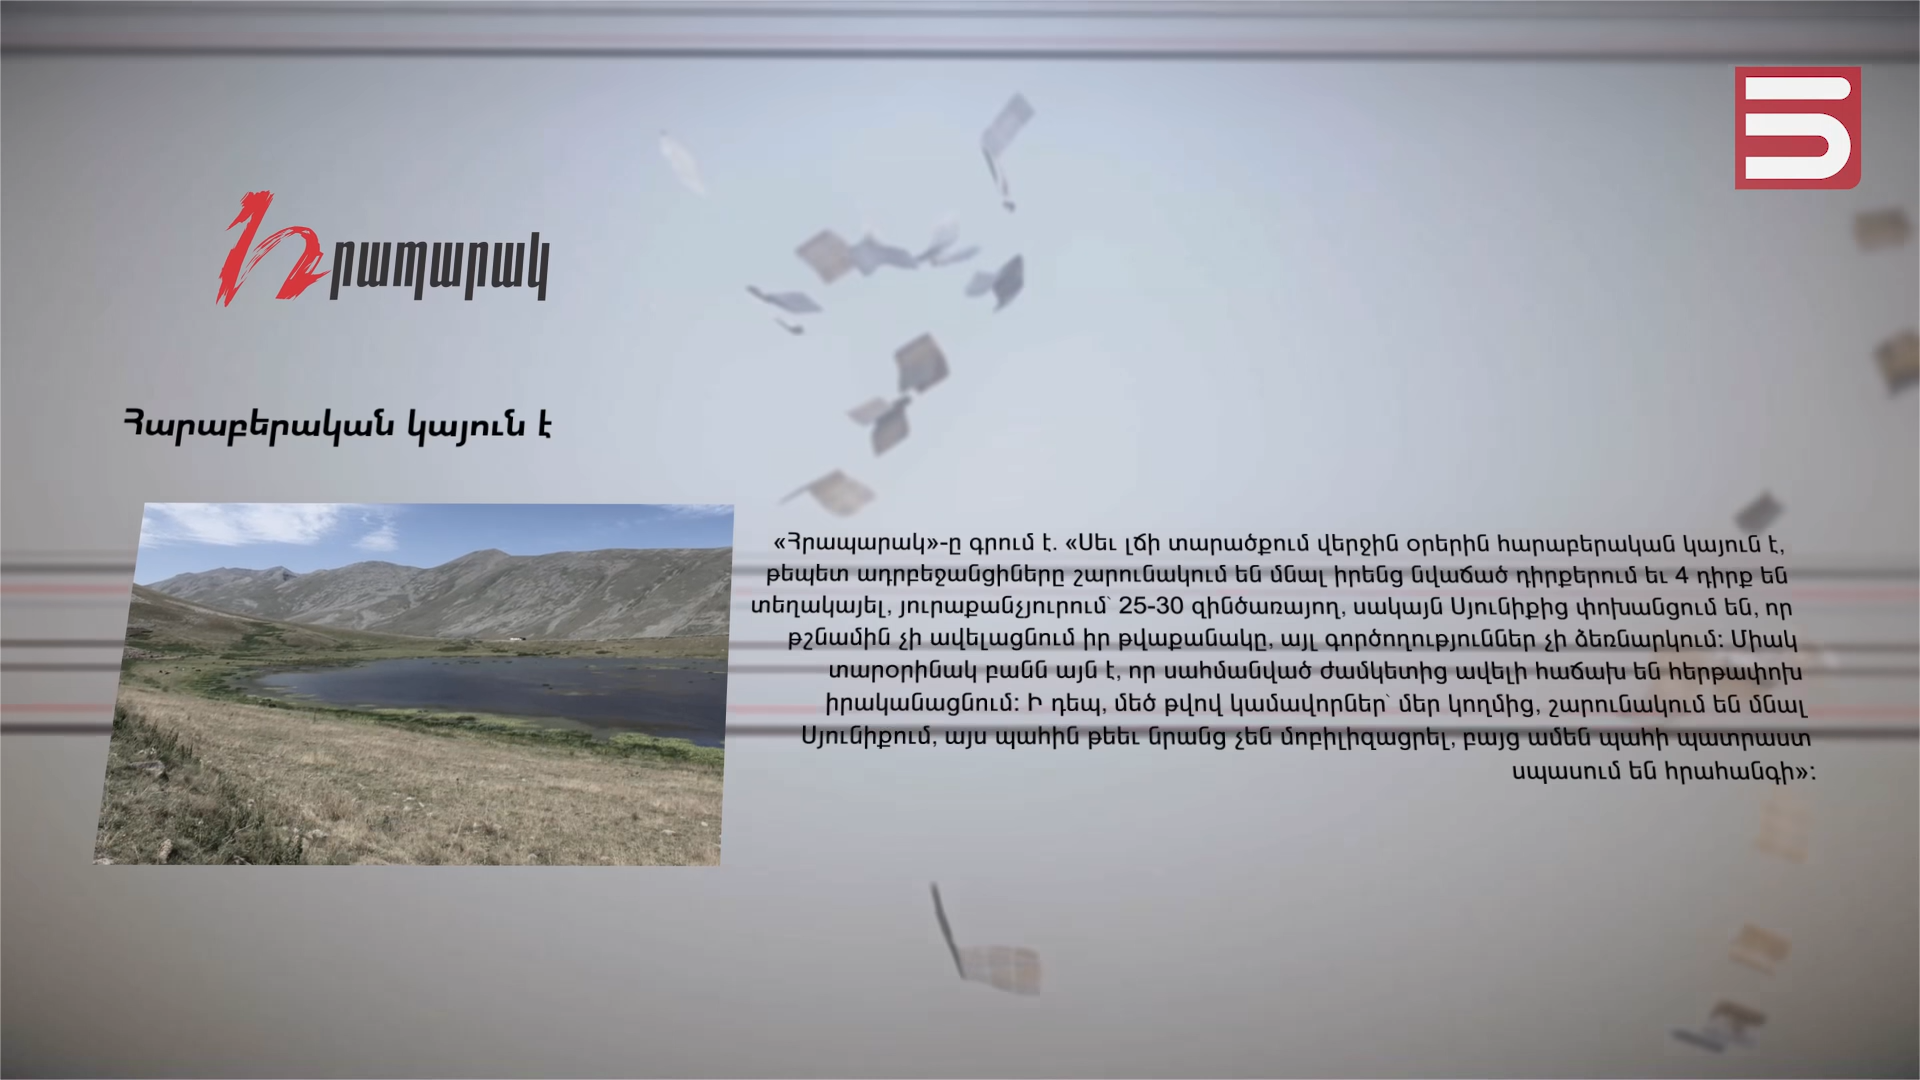 Հրապարակ
Հարաբերական կայուն է
«Հրապարակ»-ը գրում է. «Սեւ լճի տարածքում վերջին օրերին հարաբերական կայուն է,
թեպետ ադրբեջանցիները շարունակում են մնալ իրենց նվաճած դիրքերում եւ 4 դիրք են
տեղակայել, յուրաքանչյուրում՝ 25-30 զինծառայող, սակայն Սյունիքից փոխանցում են, որ
թշնամին չի ավելացնում իր թվաքանակը, այլ գործողություններ չի ձեռնարկում: Միակ
տարօրինակ բանն այն է, որ սահմանված ժամկետից ավելի հաճախ են հերթափոխ
իրականացնում: Ի դեպ, մեծ թվով կամավորներ՝ մեր կողմից, շարունակում են մնալ
Սյունիքում, այս պահին թեեւ նրանց չեն մոբիլիզացրել, բայց ամեն պահի պատրաստ
սպասում են հրահանգի»: